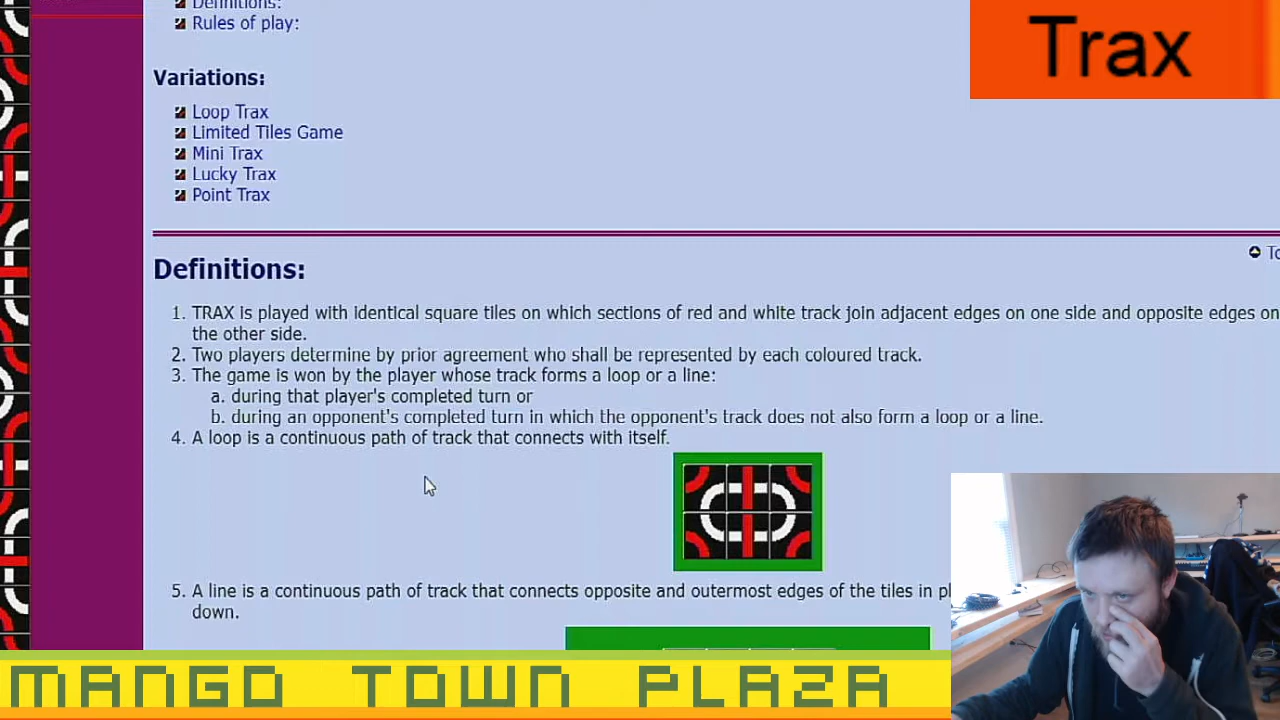 Definitions:
Rules of play:
Trax
Variations:
Loop Trax
Limited Tiles Game
Mini Trax
Lucky Trax
Point Trax
Definitions:
1. TRAX is played with identical square tiles on which sections of red and white track join adjacent edges on one side and opposite edges on
the other side.
2. Two players determine by prior agreement who shall be represented by each coloured track.
3. The game is won by the player whose track forms a loop or a line:
a. during that player's completed turn or
b. during an opponent's completed turn in which the opponent's track does not also form a loop or a line.
4. A loop is a continuous path of track that connects with itself.
5. A line is a continuous path of track that connects opposite and outermost edges of the tiles in
down.
MANGO TOWN PLAZA